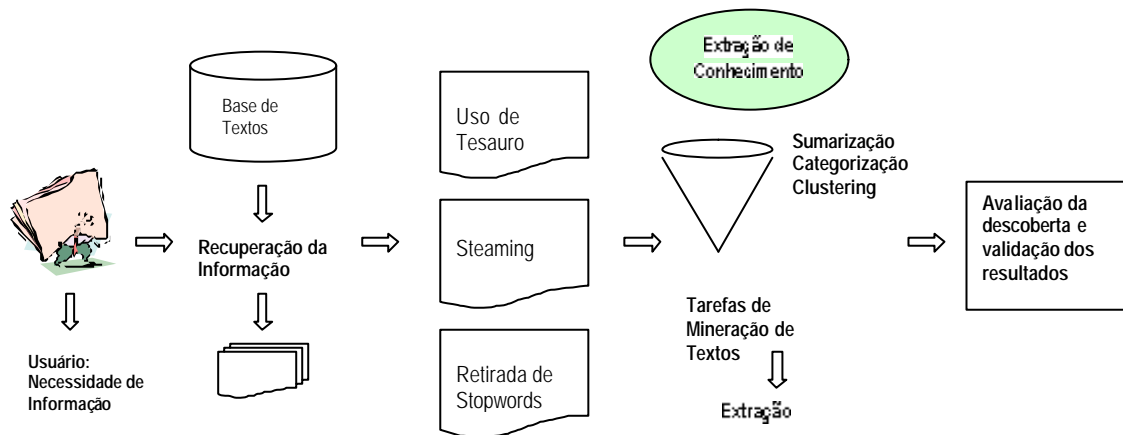 Base de
Textos
Usuário:
Necessidade de
Informação
Recuperação da
Informação
Uso de
Tesauro
Steaming
Retirada de
Stopwords
Extração de
Conhecimento
Sumarização
Categorização
Clustering
Tarefas de
Mineração de
Textos
Extração
Avaliação da
descoberta e
validação dos
resultados